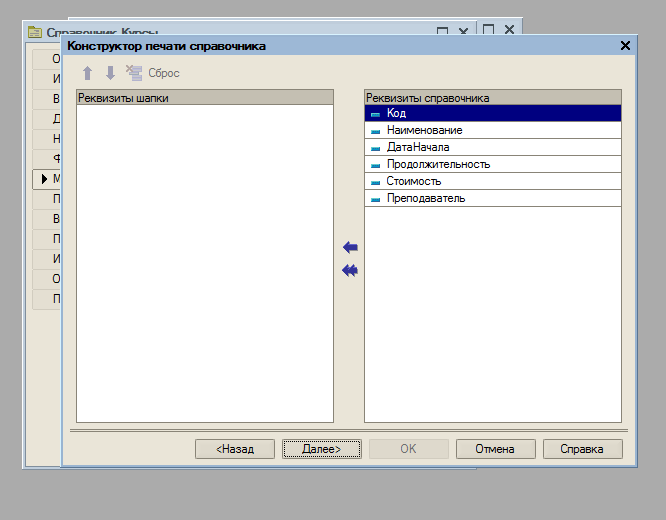 Справочник Курсы
Конструктор печати справочника
Сброс
Реквизиты шапки
Реквизиты справочника
Код
Наименование
ДатаНачала
Продолжительность
Стоимость
Преподаватель
О
И
В
Д
Н
Ф
М
П
В
П
И
О
П
<Назад
Далее>
OK
Отмена
Справка